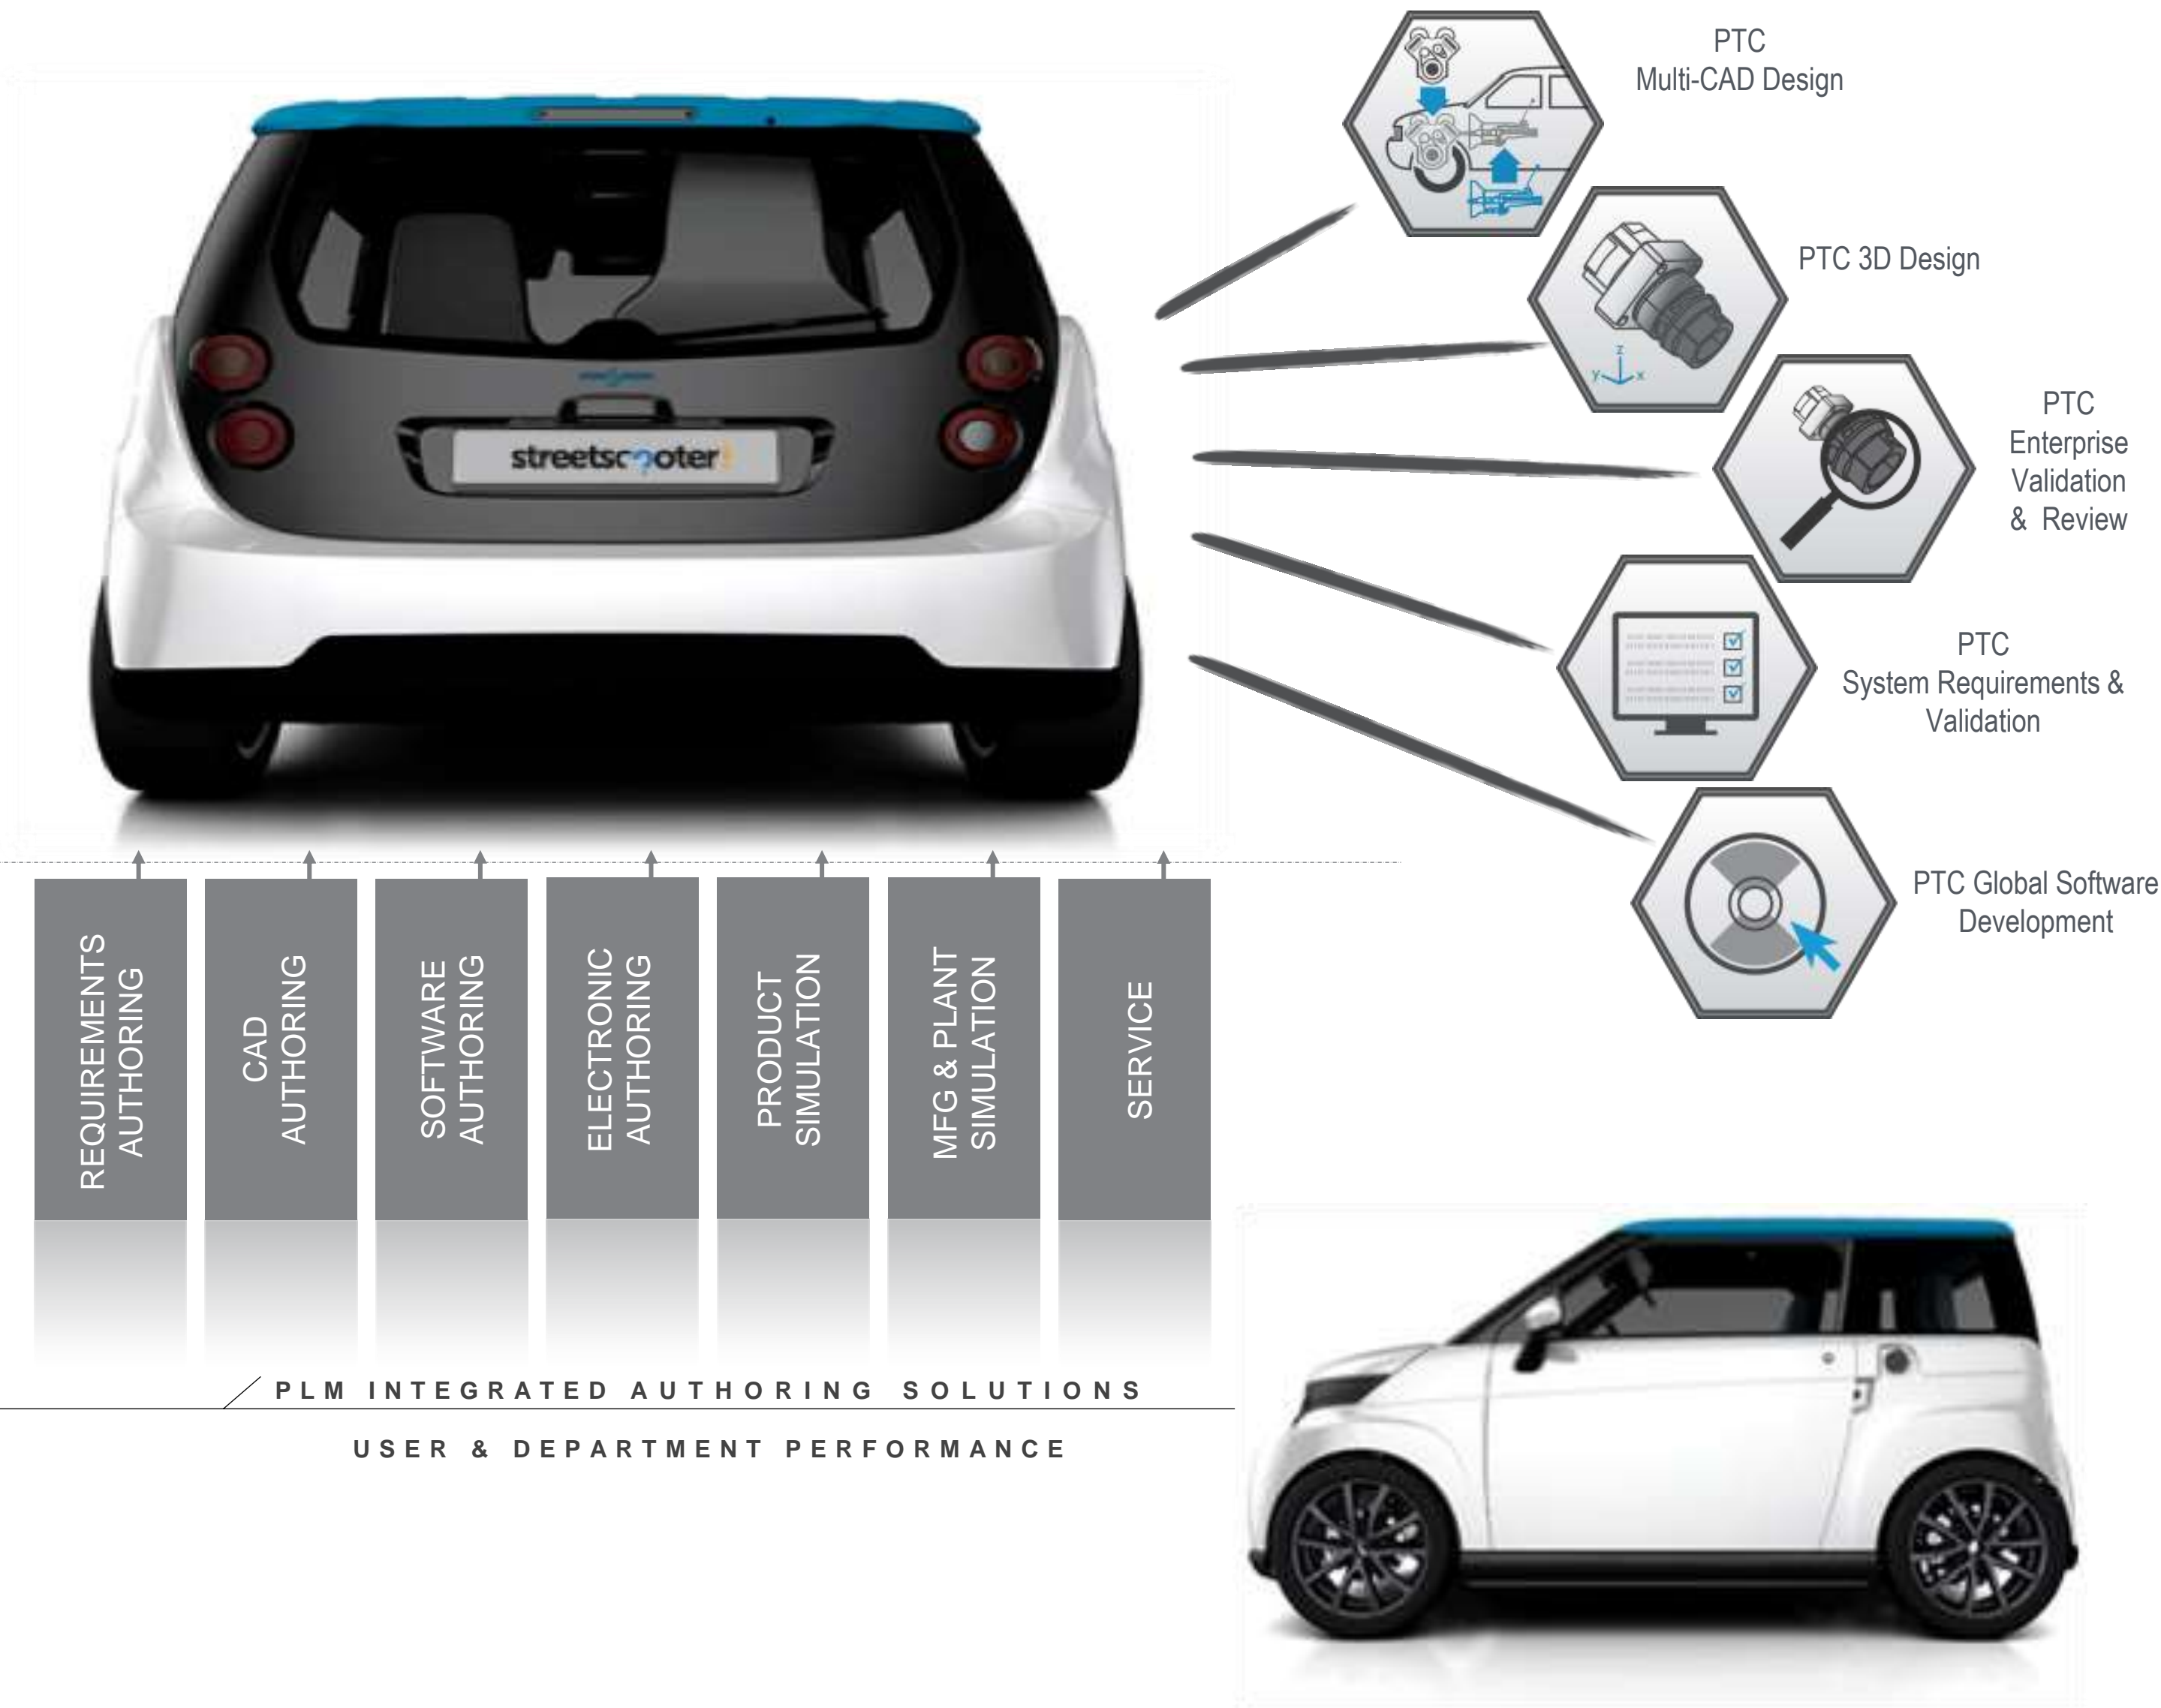 PTC
Multi-CAD Design
PTC 3D Design
z
y
x
PTC
Enterprise
Validation
& Review
streetscooter!
PTC
System Requirements &
Validation
PTC Global Software
Development
REQUIREMENTS
AUTHORING
CAD
AUTHORING
SOFTWARE
AUTHORING
ELECTRONIC
AUTHORING
PRODUCT
SIMULATION
MFG & PLANT
SIMULATION
SERVICE
PLM INTEGRATED AUTHORING SOLUTIONS
USER & DEPARTMENT PERFORMANCE